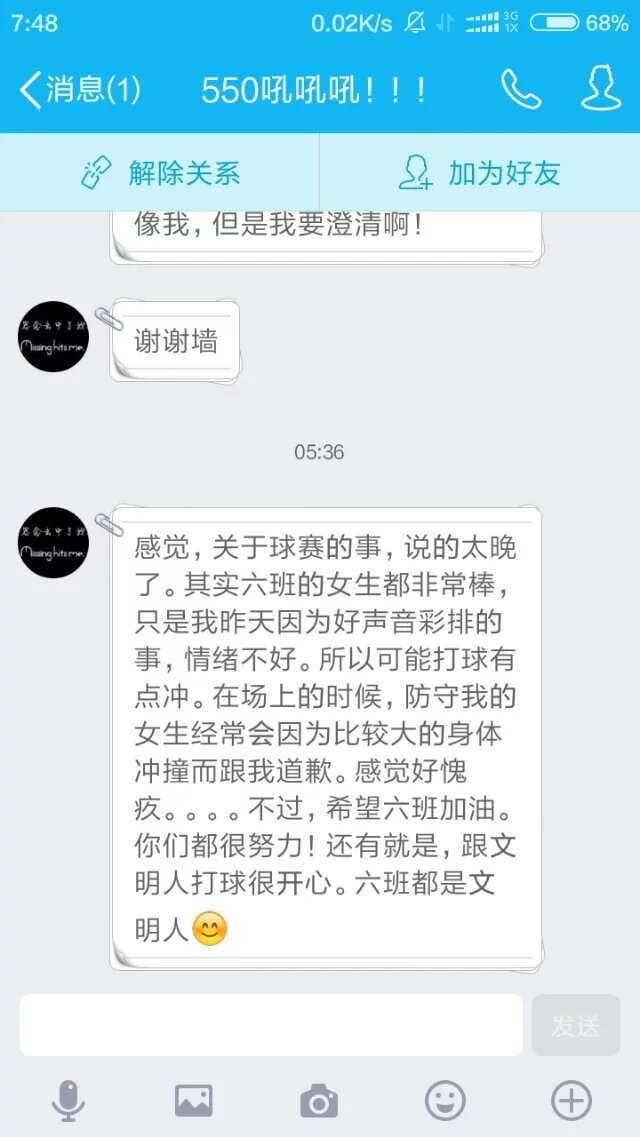 7:48
0.02K/s
3G
1X
68%
消息(1)
550吼吼吼！！！
解除关系
加为好友
像我，但是我要澄清啊！
Missing hits me
谢谢墙
05:36
Missing hits me
感觉，关于球赛的事，说的太晚
了。其实六班的女生都非常棒，
只是我昨天因为好声音彩排的
事，情绪不好。所以可能打球有
点冲。在场上的时候，防守我的
女生经常会因为比较大的身体
冲撞而跟我道歉。感觉好愧
疚。。。。不过，希望六班加油。
你们都很努力！还有就是，跟文
明人打球很开心。六班都是文
明人😊
发送